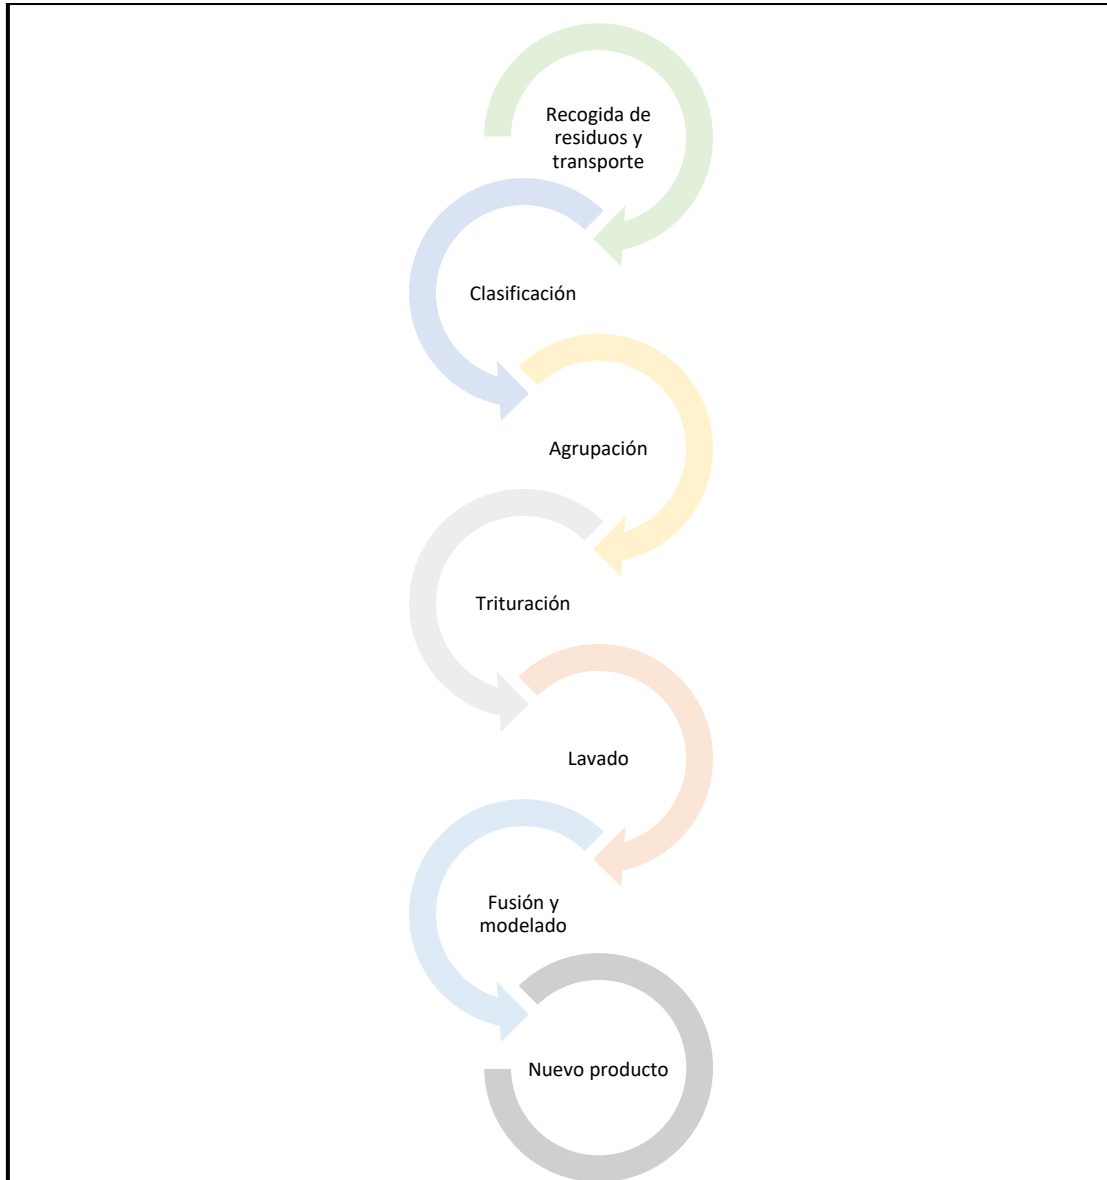 Recogida de
residuos y
transporte
Clasificación
Agrupación
Trituración
Lavado
Fusión y
modelado
Nuevo producto